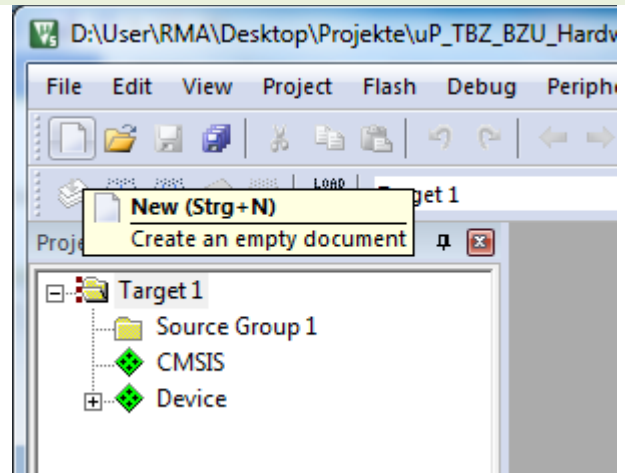 D:\User\RMA\Desktop\Projekte\uP_TBZ_BZU_Hardw
File Edit View Project Flash Debug Periphe
LOAD
get 1
New (Strg+N)
Create an empty document
Proje
Target 1
Source Group 1
CMSIS
Device